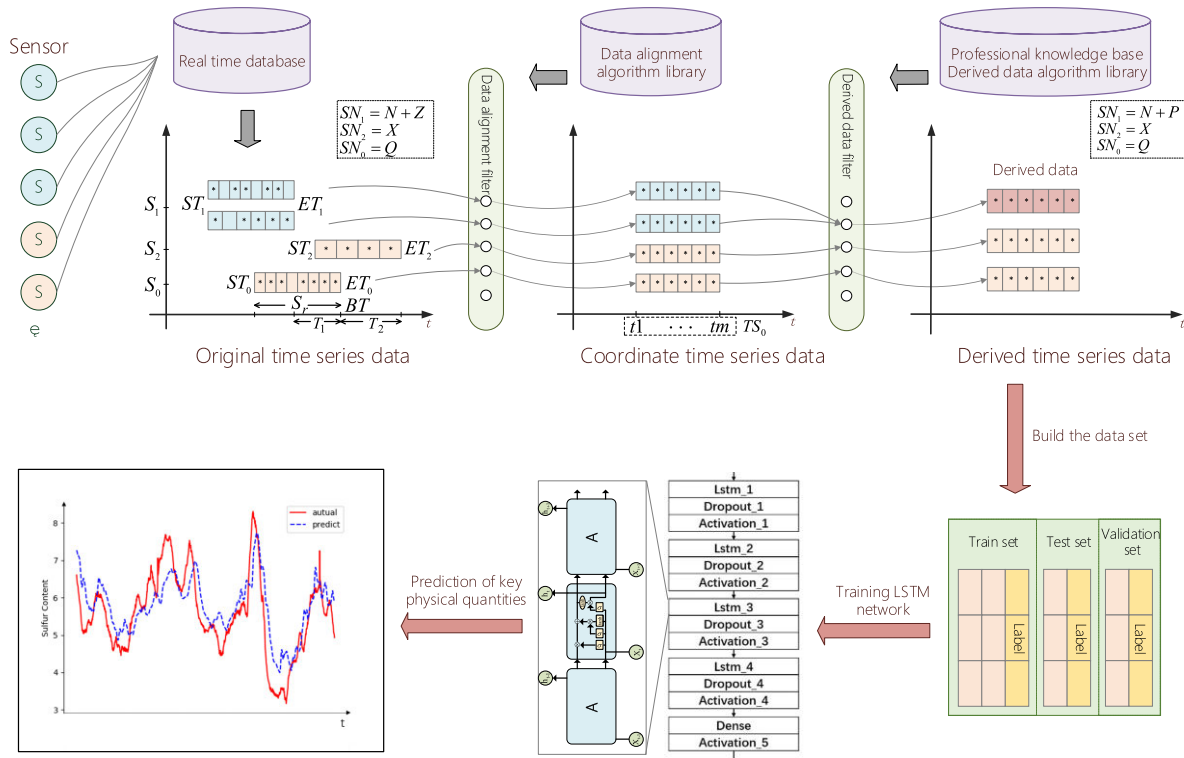 Sensor
S
S
S
S
S
Real time database
Data alignment
algorithm library
Professional knowledge base
Derived data algorithm library
Data alignment filter
Derived data filter
SN₁ = N + Z
SN₂ = X
SN₀ = Q
SN₁ = N + P
SN₂ = X
SN₀ = Q
S₁
S₂
S₀
ST₁
ET₁
ST₂
ET₂
ST₀
ET₀
Sᵣ
BT
T₁
T₂
t
t1 · · · tm
TS₀
t
Derived data
t
Original time series data
Coordinate time series data
Derived time series data
Build the data set
Train set
Test set
Validation
set
Label
Label
Label
Training LSTM
network
Lstm_1
Dropout_1
Activation_1
Lstm_2
Dropout_2
Activation_2
Lstm_3
Dropout_3
Activation_3
Lstm_4
Dropout_4
Activation_4
Dense
Activation_5
A
A
Prediction of key
physical quantities
autual
predict
Sulfur Content
8
7
6
5
4
3
t